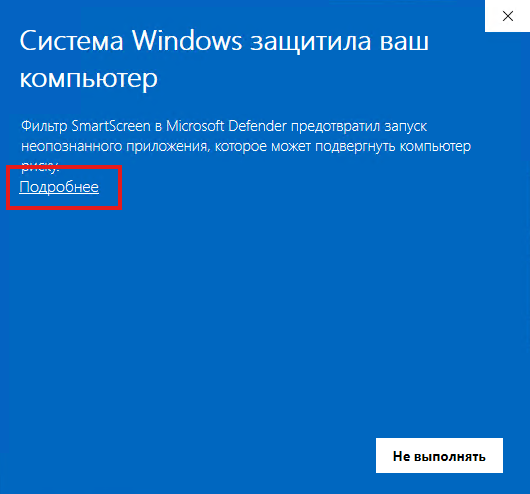 Система Windows защитила ваш
компьютер
Фильтр SmartScreen в Microsoft Defender предотвратил запуск
неопознанного приложения, которое может подвергнуть компьютер
риску.
Подробнее
Не выполнять